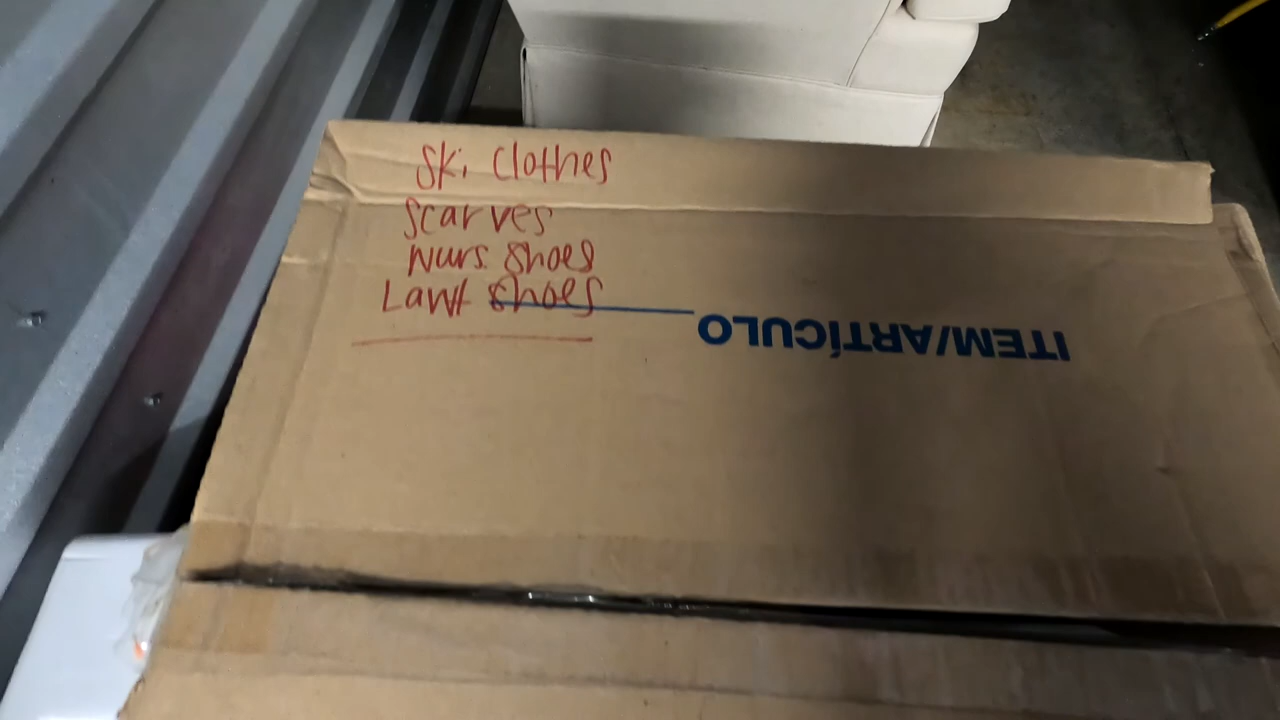 Ski Clothes
Scarves
Nurs. Shoes
Lawt Shoes
ITEM/ARTÍCULO